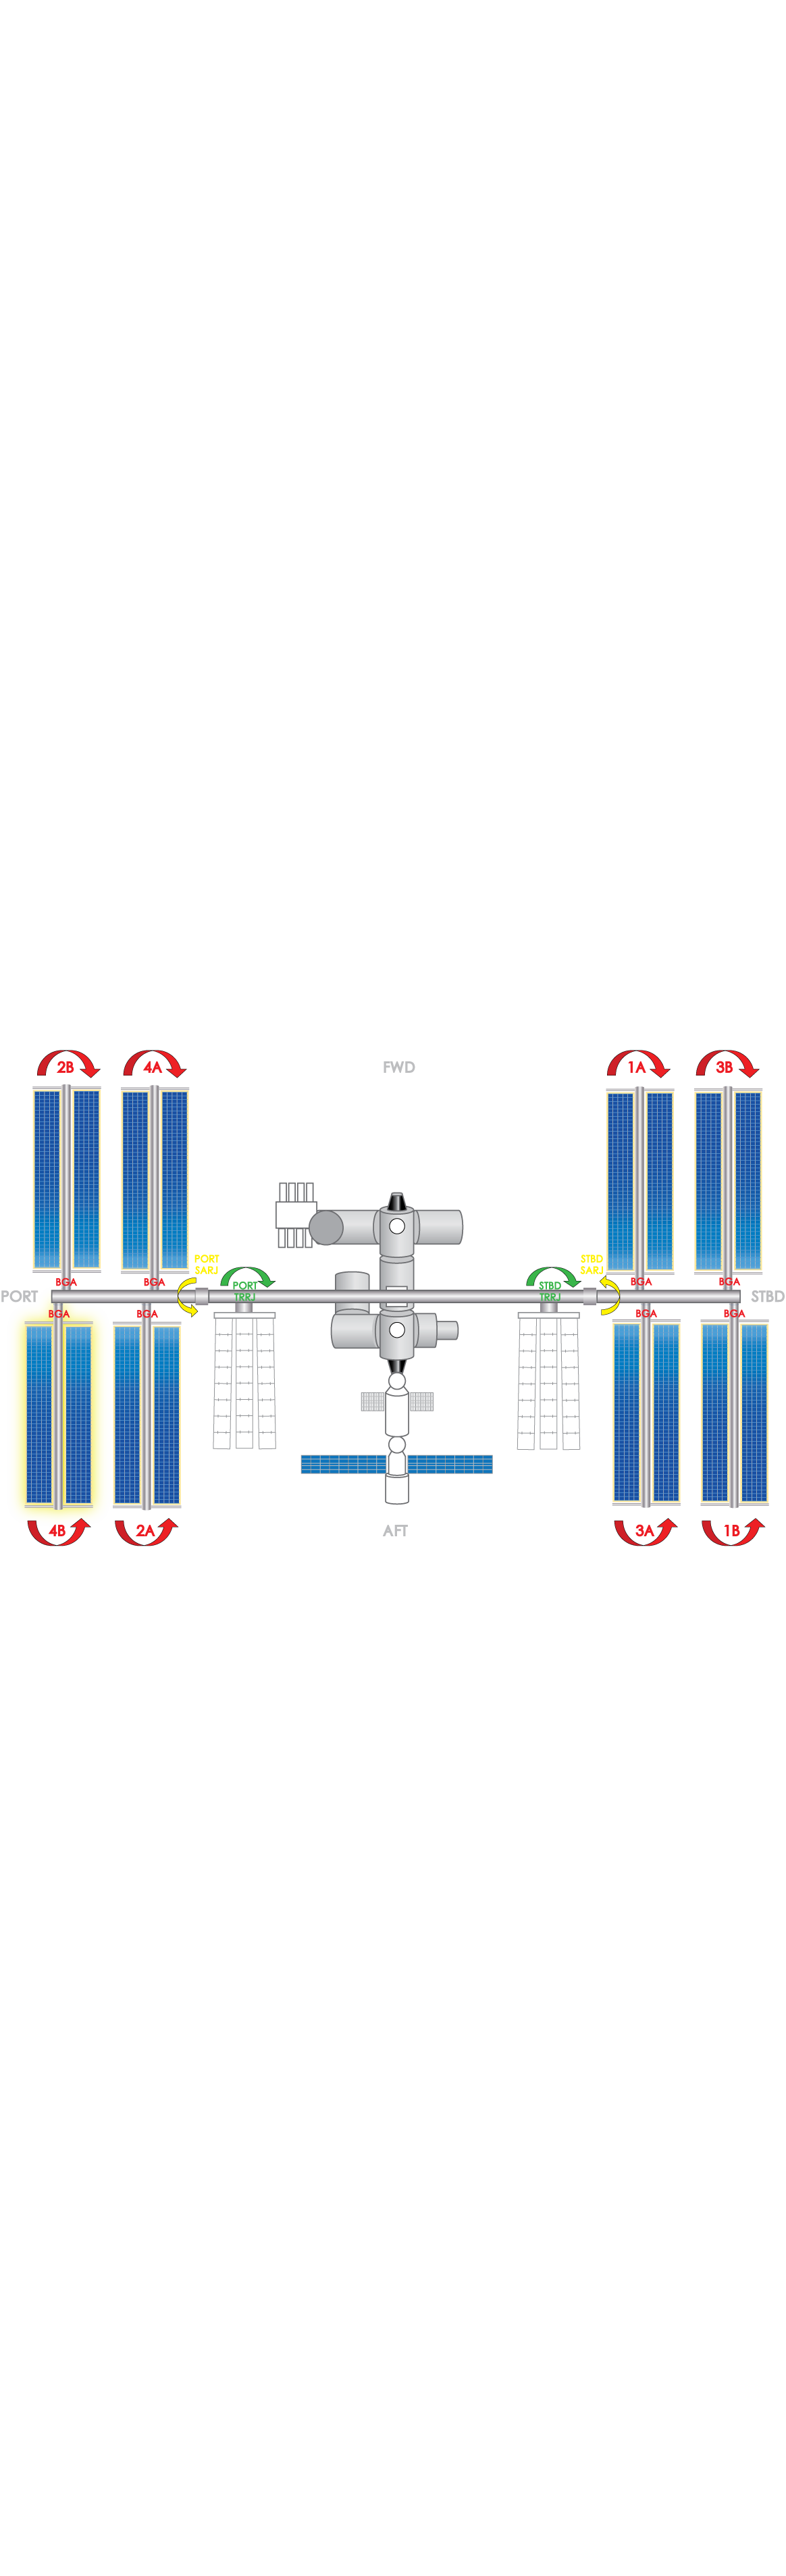 2B
4A
FWD
1A
3B
PORT
SARJ
STBD
SARJ
BGA
BGA
PORT
TRRJ
STBD
TRRJ
BGA
BGA
PORT
STBD
BGA
BGA
BGA
BGA
4B
2A
AFT
3A
1B